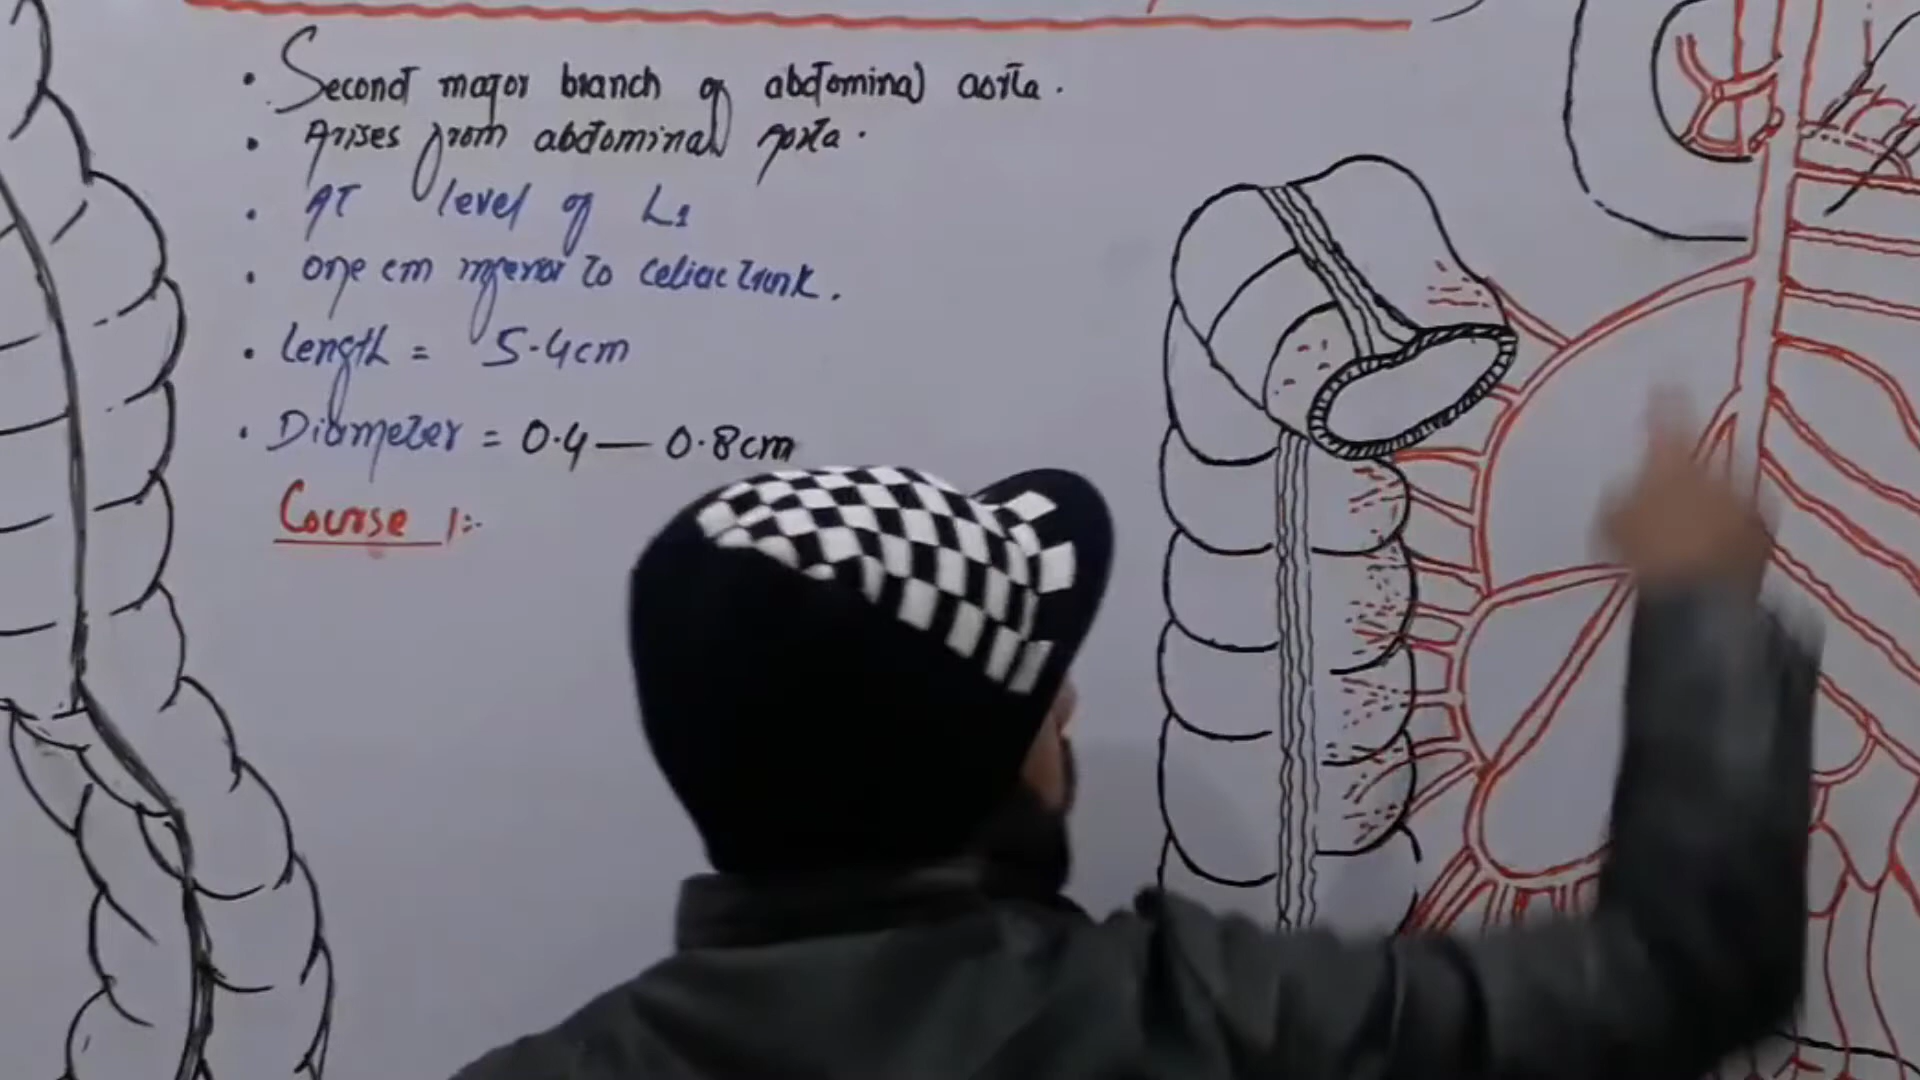 • Second major branch of abdominal aorta.
• Arises from abdominal aorta.
• AT level of L1
• one cm inferior to celiac trunk.
• Length = 5.4cm
• Diameter = 0.4 — 0.8cm
Course :-